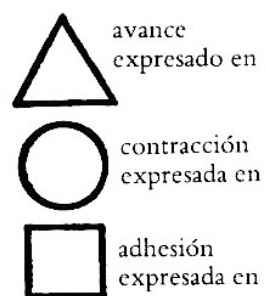 avance
expresado en
contracción
expresada en
adhesión
expresada en